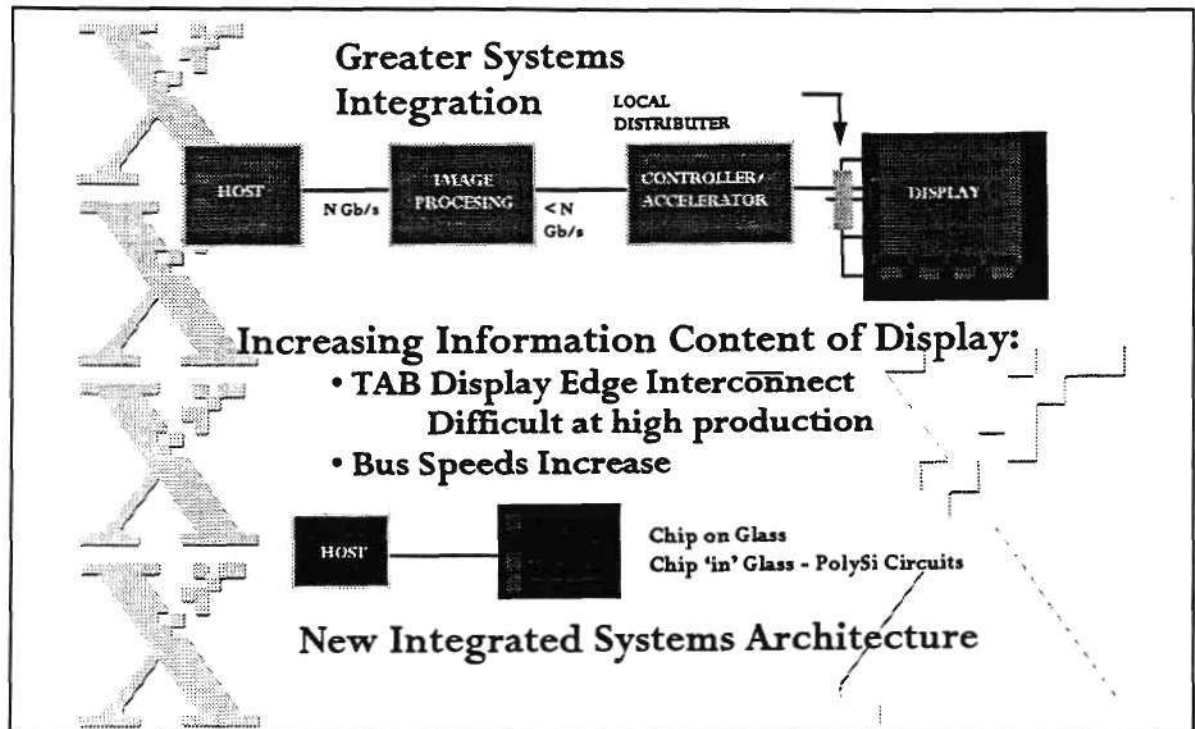 Greater Systems
Integration
LOCAL
DISTRIBUTER
HOST
N Gb/s
IMAGE
PROCESING
<N
Gb/s
CONTROLLER/
ACCELERATOR
DISPLAY
Increasing Information Content of Display:
• TAB Display Edge Interconnect
Difficult at high production
• Bus Speeds Increase
HOST
Chip on Glass
Chip 'in' Glass - PolySi Circuits
New Integrated Systems Architecture